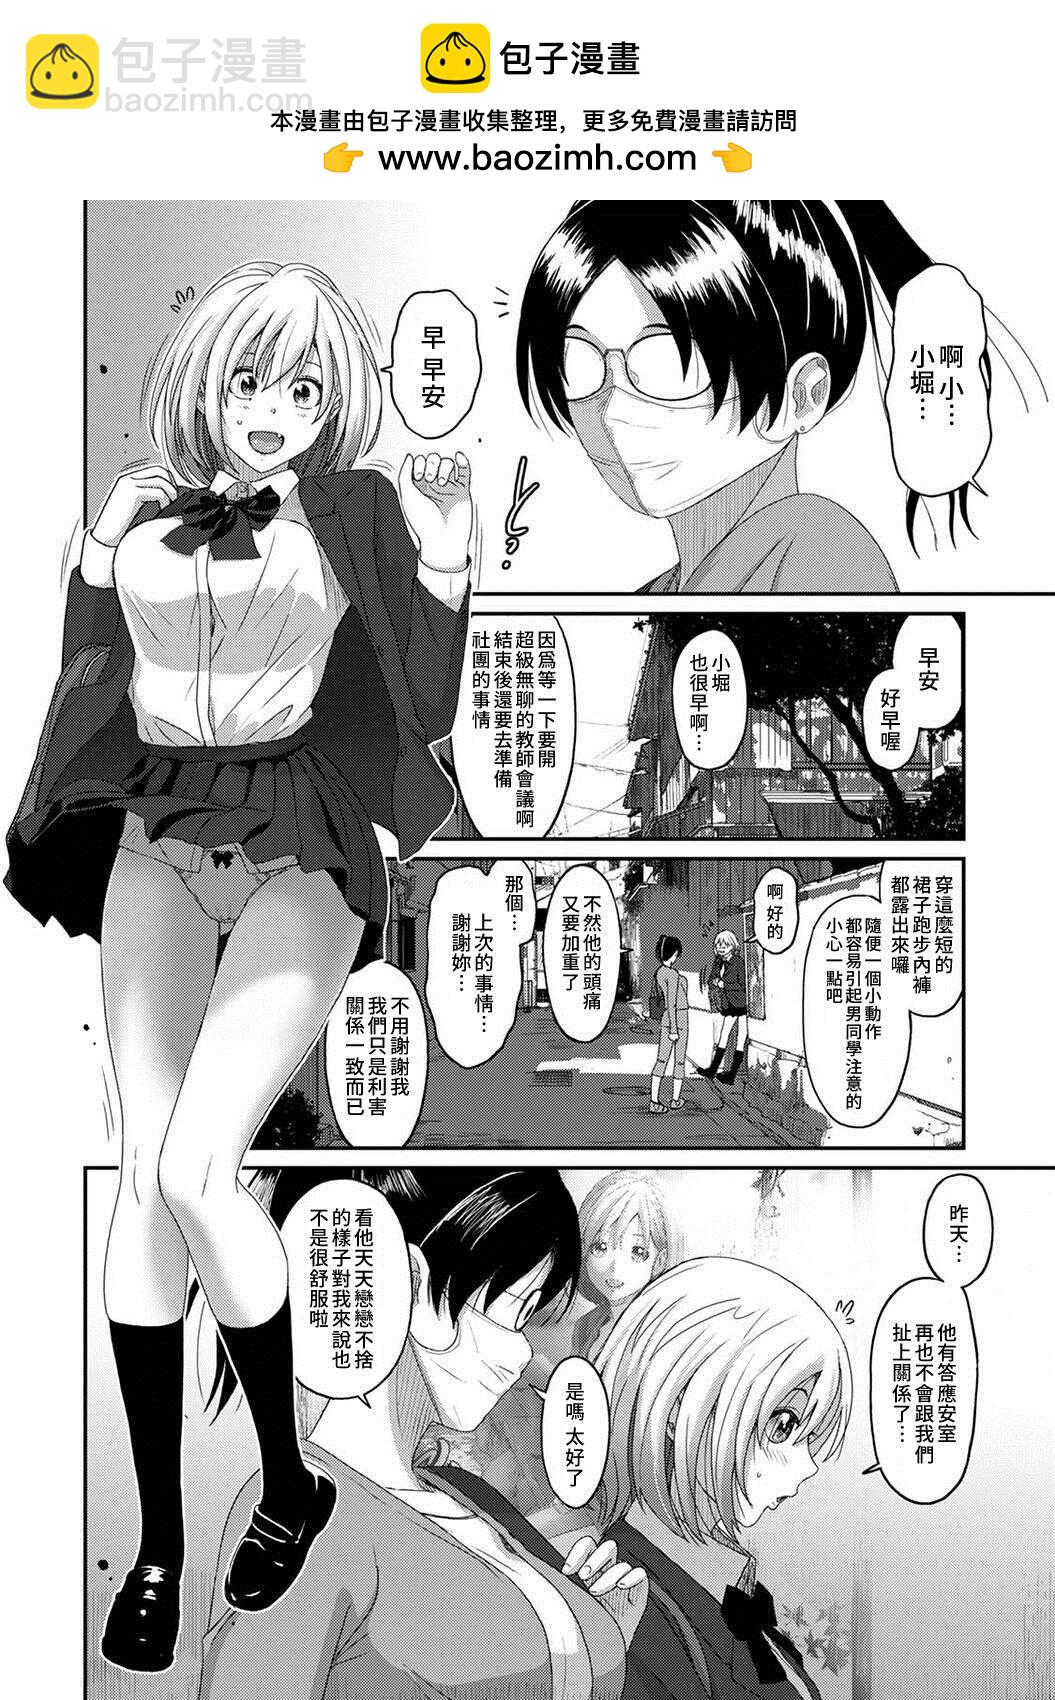 包子漫畫
baozimh.com
包子漫畫
本漫畫由包子漫畫收集整理，更多免費漫畫請訪問
👉 www.baozimh.com 👈
啊小…
小堀…
早早安
と。
早安
好早喔
小堀
也很早啊…
因為等一下要開
超級無聊的教師會議啊
結束後還要去準備
社團的事情
穿這麼短的
裙子跑步內褲
都露出來囉
隨便一個小動作
都容易引起男同學注意的
小心一點吧
啊 好的
不然他的頭痛
又要加重了
那個…
上次的事情…
謝謝妳…
不用謝謝我
我們只是利害
關係一致而已
昨天…
他有答應安室
再也不會跟我們
扯上關係了…
是嗎 太好了
看他天天戀戀不捨
的樣子對我來說也
不是很舒服啦